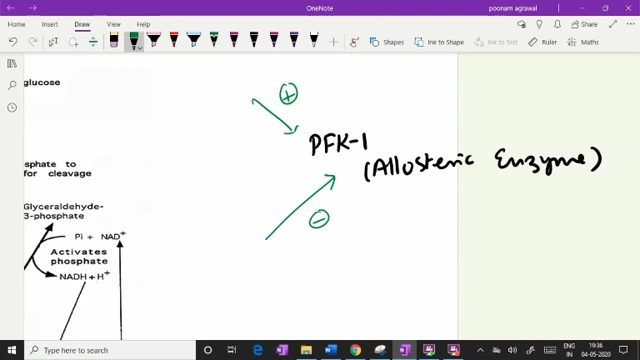 OneNote
poonam agrawal
Home
Insert
Draw
View
Share
Shapes
Ink to Shape
Ink to Text
Ruler
Maths
glucose
+
PFK-1
(Allosteric Enzyme)
sphate to
for cleavage
Glyceraldehyde-
3-phosphate
−
Pi + NAD+
Activates
phosphate
NADH + H+
Type here to search
ENG
IN
19:36
04-05-2020